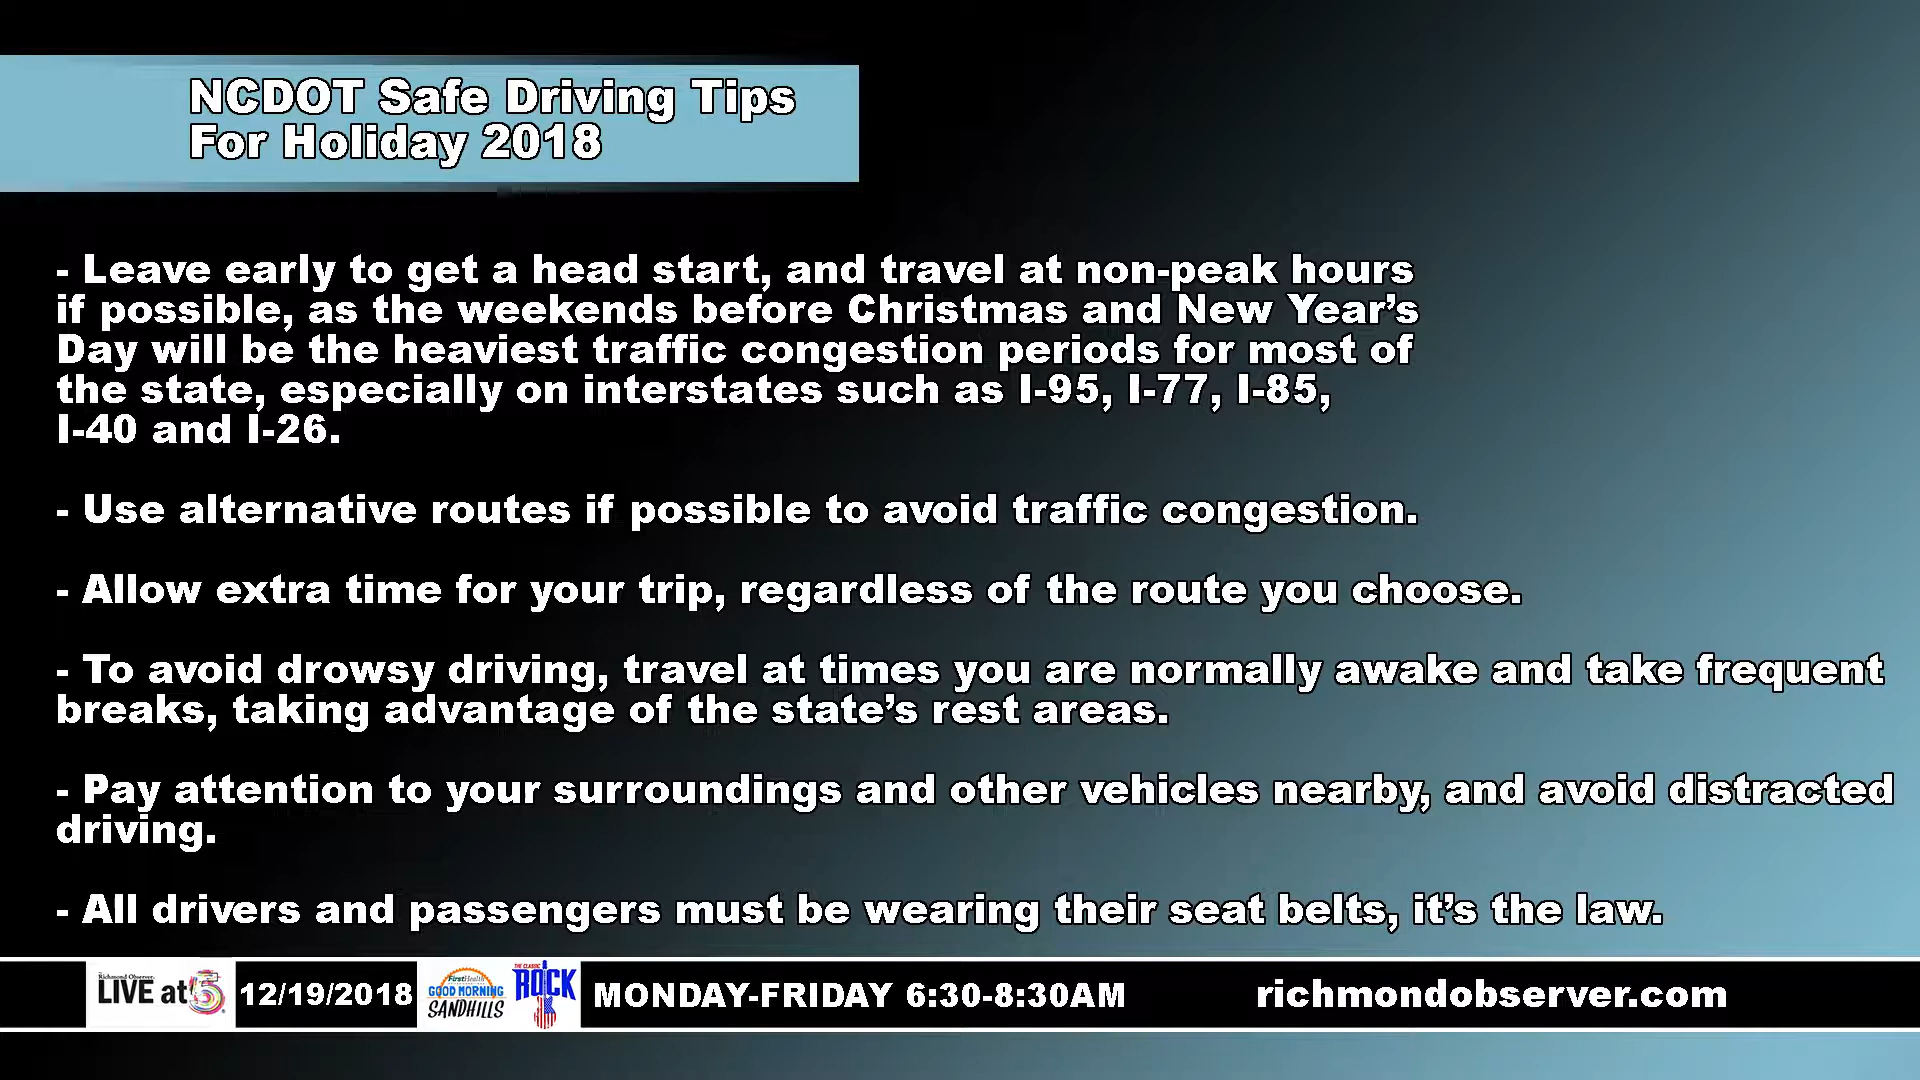 NCDOT Safe Driving Tips
For Holiday 2018
- Leave early to get a head start, and travel at non-peak hours
if possible, as the weekends before Christmas and New Year's
Day will be the heaviest traffic congestion periods for most of
the state, especially on interstates such as I-95, I-77, I-85,
I-40 and I-26.
- Use alternative routes if possible to avoid traffic congestion.
- Allow extra time for your trip, regardless of the route you choose.
- To avoid drowsy driving, travel at times you are normally awake and take frequent
breaks, taking advantage of the state's rest areas.
- Pay attention to your surroundings and other vehicles nearby, and avoid distracted
driving.
- All drivers and passengers must be wearing their seat belts, it's the law.
Richmond Observer
LIVE at 5
12/19/2018
FirstHealth
GOOD MORNING
SANDHILLS
THE CLASSIC
ROCK
MONDAY-FRIDAY 6:30-8:30AM
richmondobserver.com